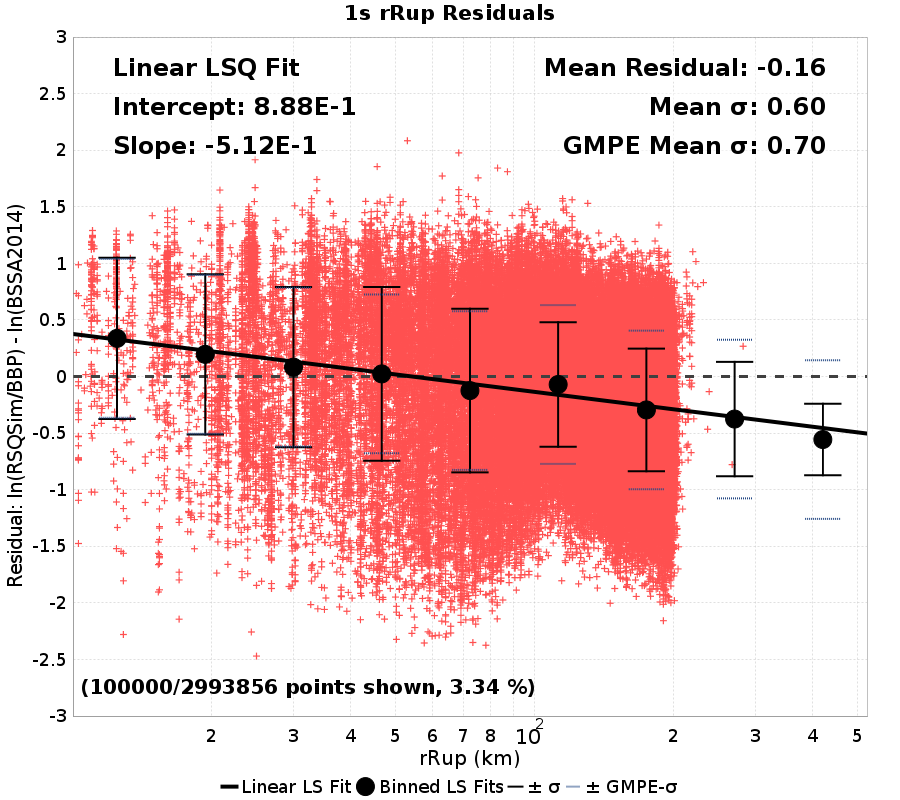 1s rRup Residuals
Linear LSQ Fit
Intercept: 8.88E-1
Slope: -5.12E-1
Mean Residual: -0.16
Mean σ: 0.60
GMPE Mean σ: 0.70
Residual: ln(RSQSim/BBP) - ln(BSSA2014)
3
2.5
2
1.5
1
0.5
0
-0.5
-1
-1.5
-2
-2.5
-3
(100000/2993856 points shown, 3.34 %)
2 3 4 5 6 7 8 10² 2 3 4 5
rRup (km)
Linear LS Fit Binned LS Fits ± σ ± GMPE-σ